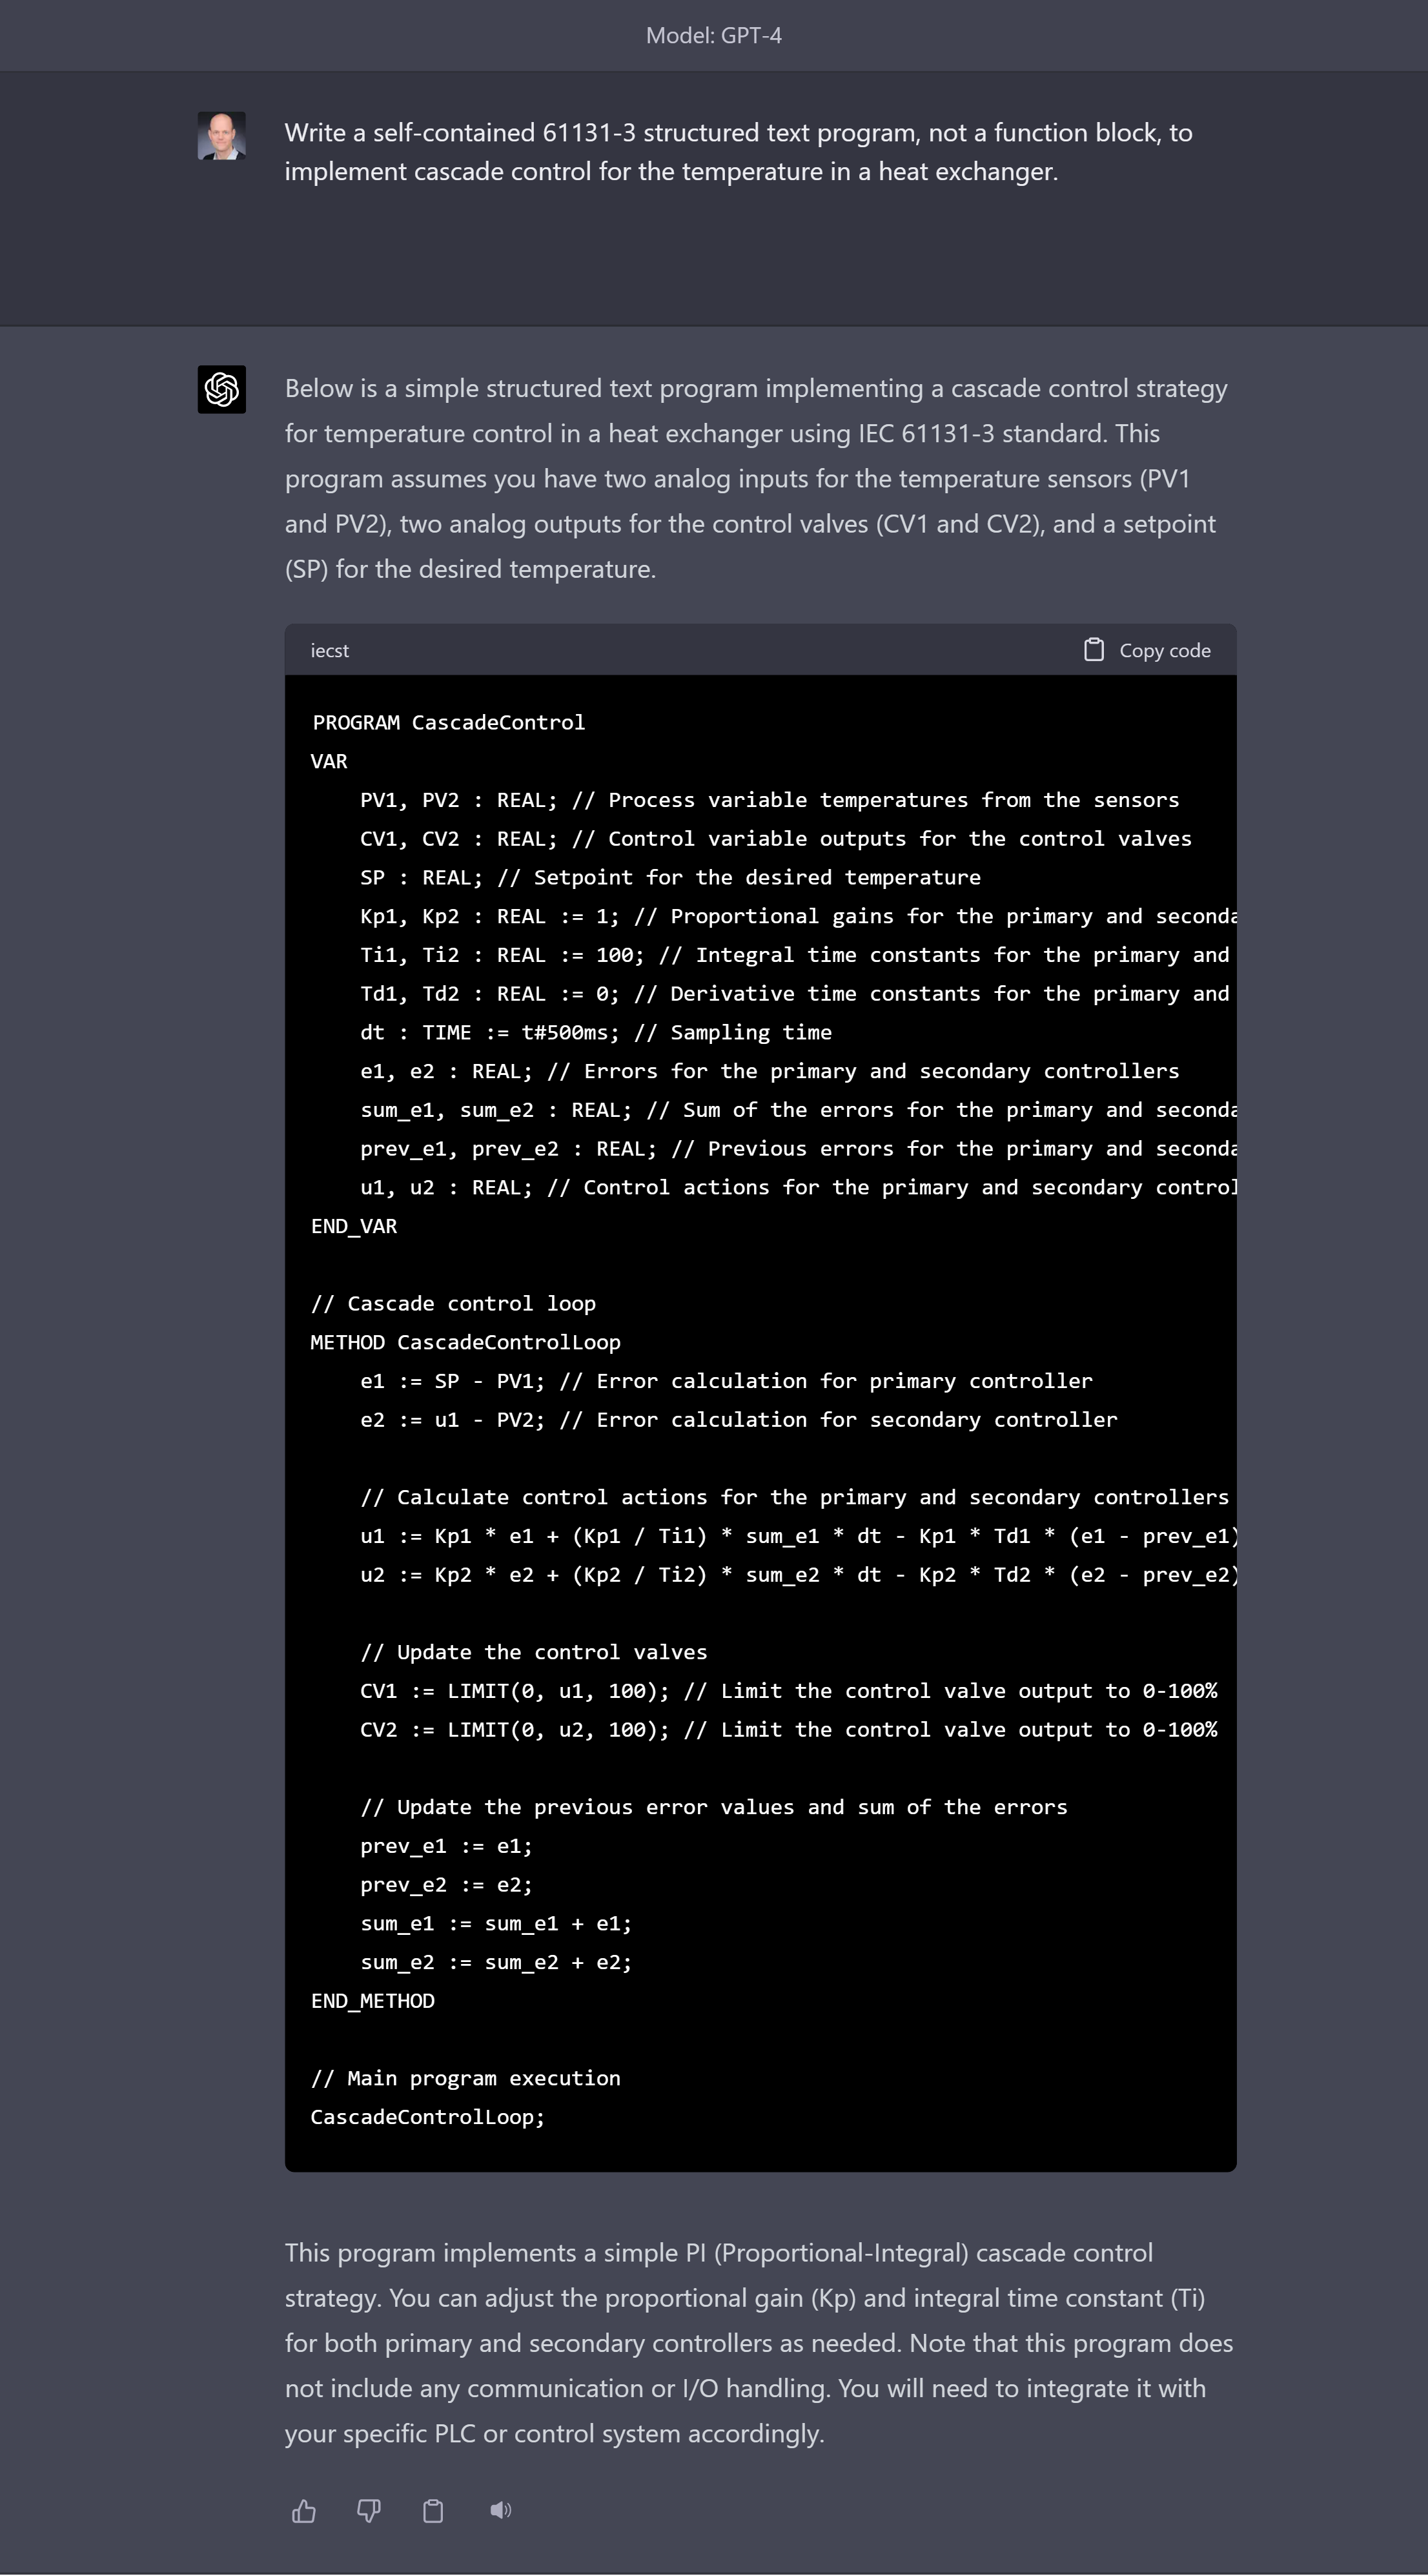 Model: GPT-4
Write a self-contained 61131-3 structured text program, not a function block, to
implement cascade control for the temperature in a heat exchanger.
Below is a simple structured text program implementing a cascade control strategy
for temperature control in a heat exchanger using IEC 61131-3 standard. This
program assumes you have two analog inputs for the temperature sensors (PV1
and PV2), two analog outputs for the control valves (CV1 and CV2), and a setpoint
(SP) for the desired temperature.
iecst
Copy code
PROGRAM CascadeControl
VAR
    PV1, PV2 : REAL; // Process variable temperatures from the sensors
    CV1, CV2 : REAL; // Control variable outputs for the control valves
    SP : REAL; // Setpoint for the desired temperature
    Kp1, Kp2 : REAL := 1; // Proportional gains for the primary and seconda
    Ti1, Ti2 : REAL := 100; // Integral time constants for the primary and
    Td1, Td2 : REAL := 0; // Derivative time constants for the primary and
    dt : TIME := t#500ms; // Sampling time
    e1, e2 : REAL; // Errors for the primary and secondary controllers
    sum_e1, sum_e2 : REAL; // Sum of the errors for the primary and seconda
    prev_e1, prev_e2 : REAL; // Previous errors for the primary and seconda
    u1, u2 : REAL; // Control actions for the primary and secondary control
END_VAR
// Cascade control loop
METHOD CascadeControlLoop
    e1 := SP - PV1; // Error calculation for primary controller
    e2 := u1 - PV2; // Error calculation for secondary controller
    // Calculate control actions for the primary and secondary controllers
    u1 := Kp1 * e1 + (Kp1 / Ti1) * sum_e1 * dt - Kp1 * Td1 * (e1 - prev_e1)
    u2 := Kp2 * e2 + (Kp2 / Ti2) * sum_e2 * dt - Kp2 * Td2 * (e2 - prev_e2)
    // Update the control valves
    CV1 := LIMIT(0, u1, 100); // Limit the control valve output to 0-100%
    CV2 := LIMIT(0, u2, 100); // Limit the control valve output to 0-100%
    // Update the previous error values and sum of the errors
    prev_e1 := e1;
    prev_e2 := e2;
    sum_e1 := sum_e1 + e1;
    sum_e2 := sum_e2 + e2;
END_METHOD
// Main program execution
CascadeControlLoop;
This program implements a simple PI (Proportional-Integral) cascade control
strategy. You can adjust the proportional gain (Kp) and integral time constant (Ti)
for both primary and secondary controllers as needed. Note that this program does
not include any communication or I/O handling. You will need to integrate it with
your specific PLC or control system accordingly.